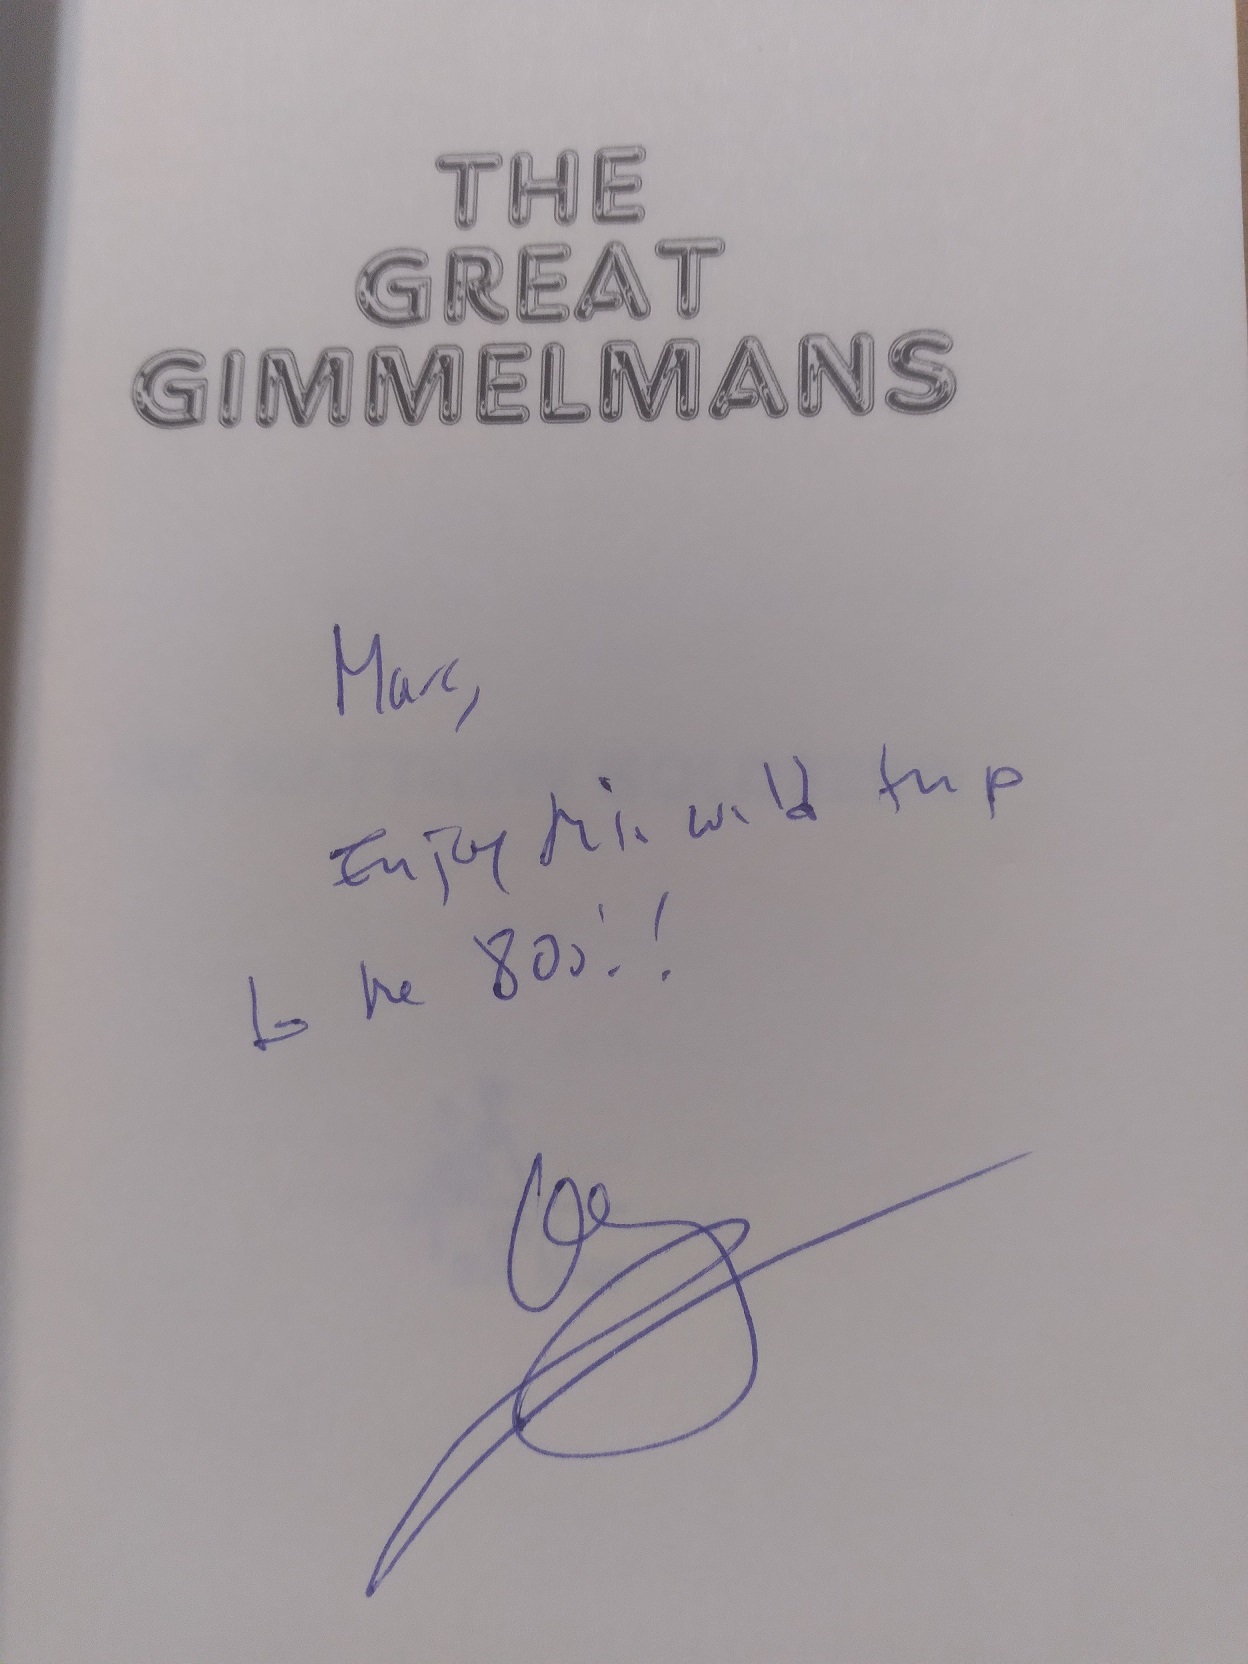 THE
GREAT
GIMMELMANS
Marc,
Enjoy this wild trip
to the 80s!!